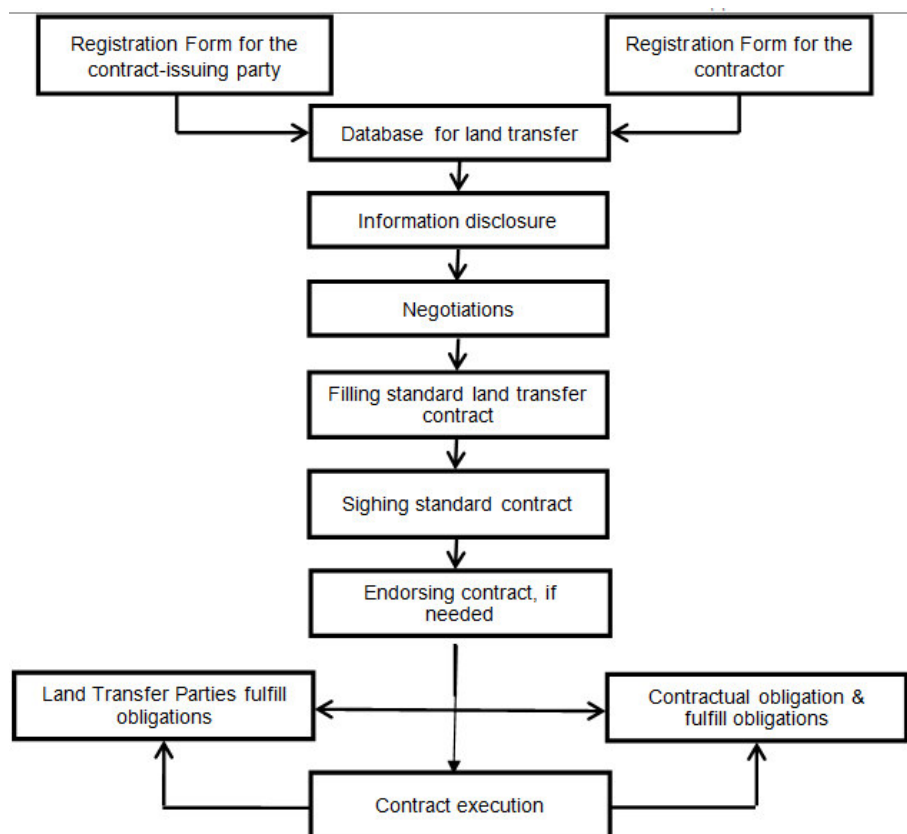 Registration Form for the
contract-issuing party
Registration Form for the
contractor
Database for land transfer
Information disclosure
Negotiations
Filling standard land transfer
contract
Sighing standard contract
Endorsing contract, if
needed
Land Transfer Parties fulfill
obligations
Contractual obligation &
fulfill obligations
Contract execution